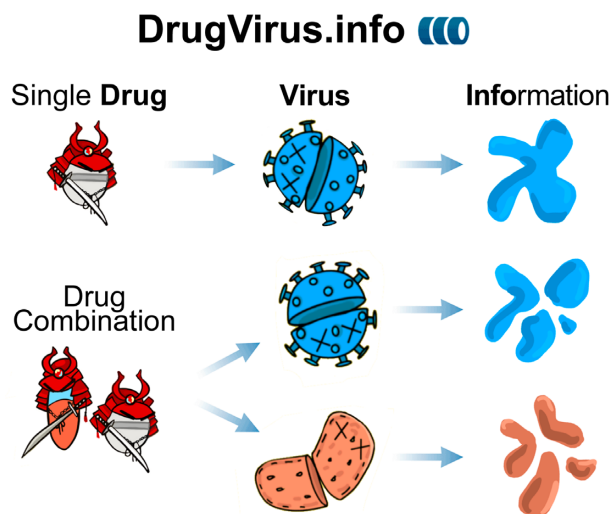 DrugVirus.info
Single Drug
Virus
Information
Drug
Combination